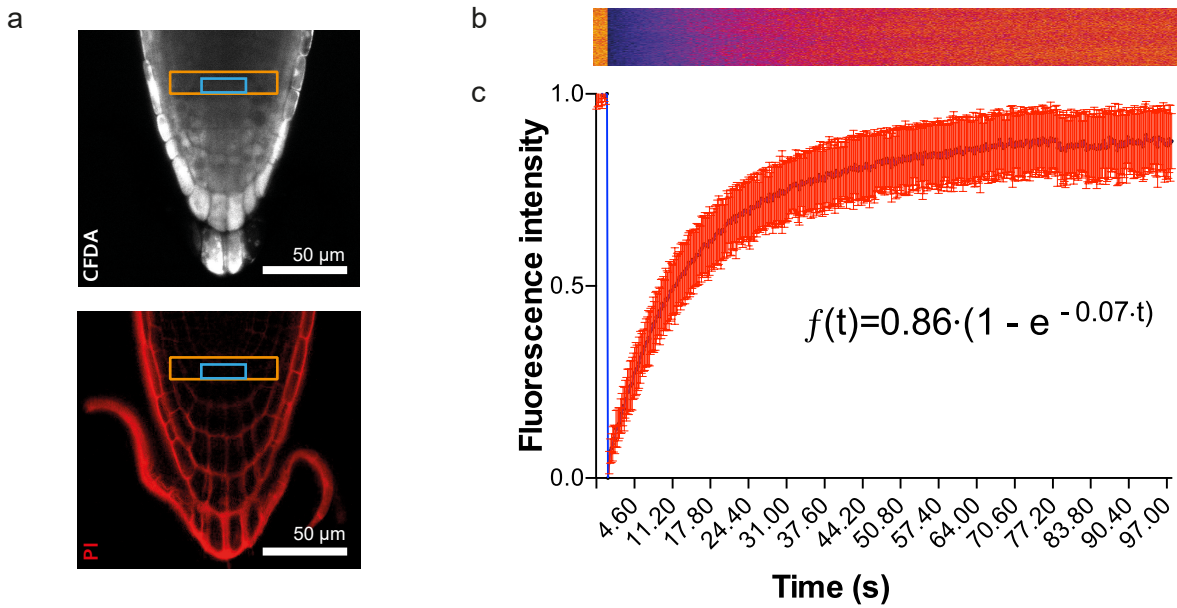 a
CFDA
50 µm
PI
50 µm
b
c
Fluorescence intensity
1.0
0.5
0.0
f(t)=0.86·(1 - e -0.07·t)
4.60 11.20 17.80 24.40 31.00 37.60 44.20 50.80 57.40 64.00 70.60 77.20 83.80 90.40 97.00
Time (s)